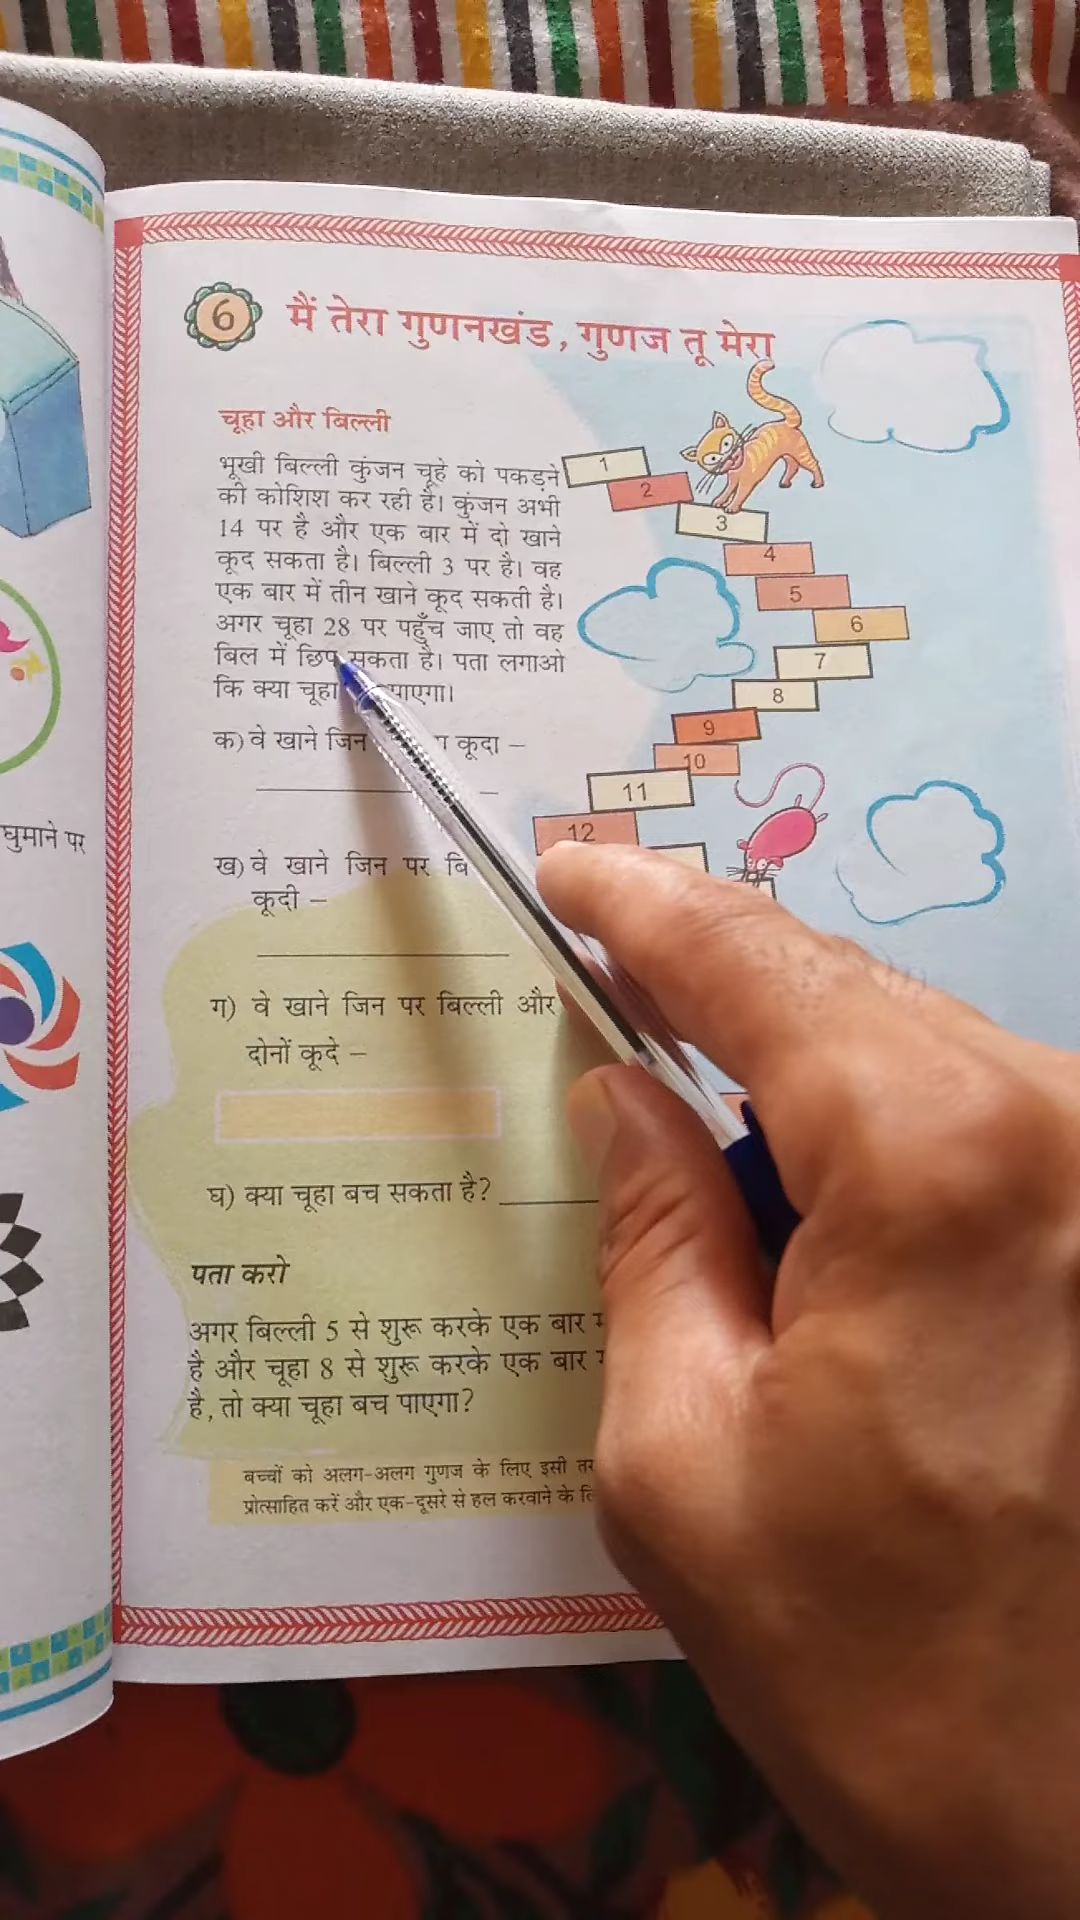 6
मैं तेरा गुणनखंड, गुणज तू मेरा
चूहा और बिल्ली
भूखी बिल्ली कुंजन चूहे को पकड़ने
की कोशिश कर रही है। कुंजन अभी
14 पर है और एक बार में दो खाने
कूद सकता है। बिल्ली 3 पर है। वह
एक बार में तीन खाने कूद सकती है।
अगर चूहा 28 पर पहुँच जाए तो वह
बिल में छिप सकता है। पता लगाओ
कि क्या चूहा पाएगा।
क) वे खाने जिन कूदा –
ख) वे खाने जिन पर बि
कूदी –
ग) वे खाने जिन पर बिल्ली और
दोनों कूदे –
घ) क्या चूहा बच सकता है?
पता करो
अगर बिल्ली 5 से शुरू करके एक बार
है और चूहा 8 से शुरू करके एक बार
है, तो क्या चूहा बच पाएगा?
बच्चों को अलग-अलग गुणज के लिए इसी
प्रोत्साहित करें और एक-दूसरे से हल करवाने के
1
2
3
4
5
6
7
8
9
10
11
12
घुमाने पर